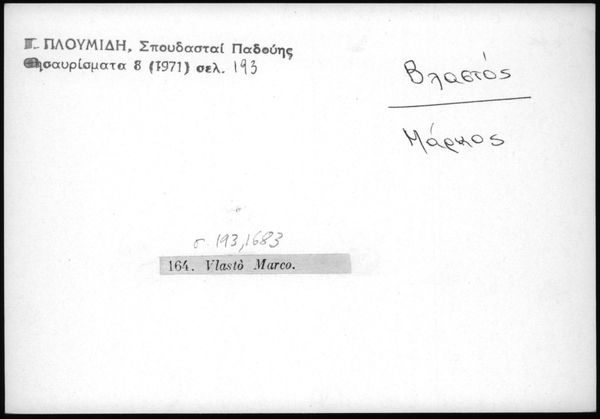 Γ. ΠΛΟΥΜΙΔΗ, Σπουδασταί Παδούης
Θησαυρίσματα 8 (1971) σελ. 193
Βλαστός
Μάρκος
σ. 193, 1683
164. Vlastò Marco.